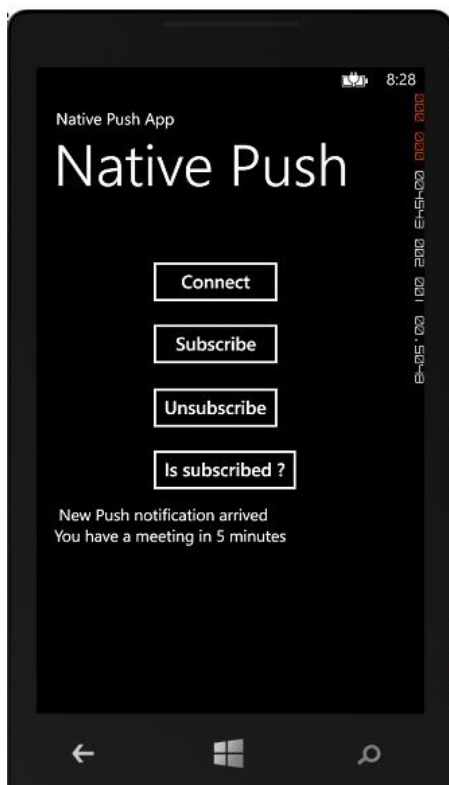 8:28
Native Push App
Native Push
Connect
Subscribe
Unsubscribe
Is subscribed ?
New Push notification arrived
You have a meeting in 5 minutes